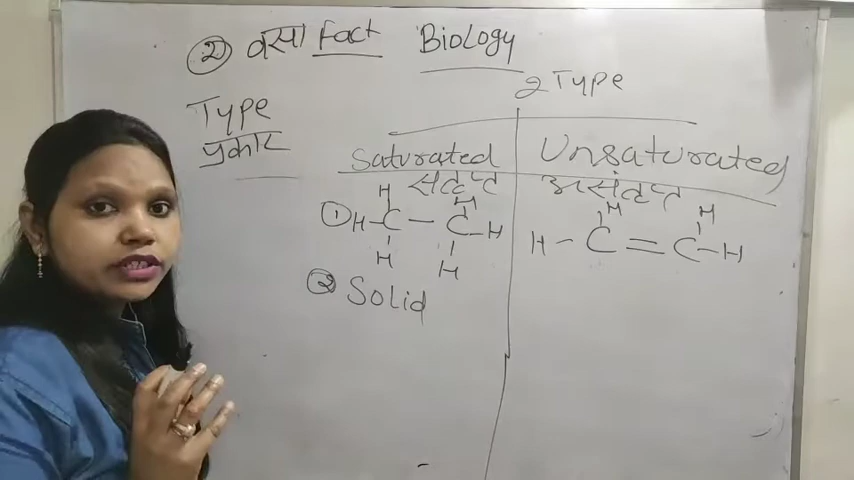 ② वसा Fact Biology
2 Type
Type
प्रकार
Saturated Unsaturated
संतृप्त असंतृप्त
H H H H
① H-C-C-H H-C=C-H
H H
② Solid